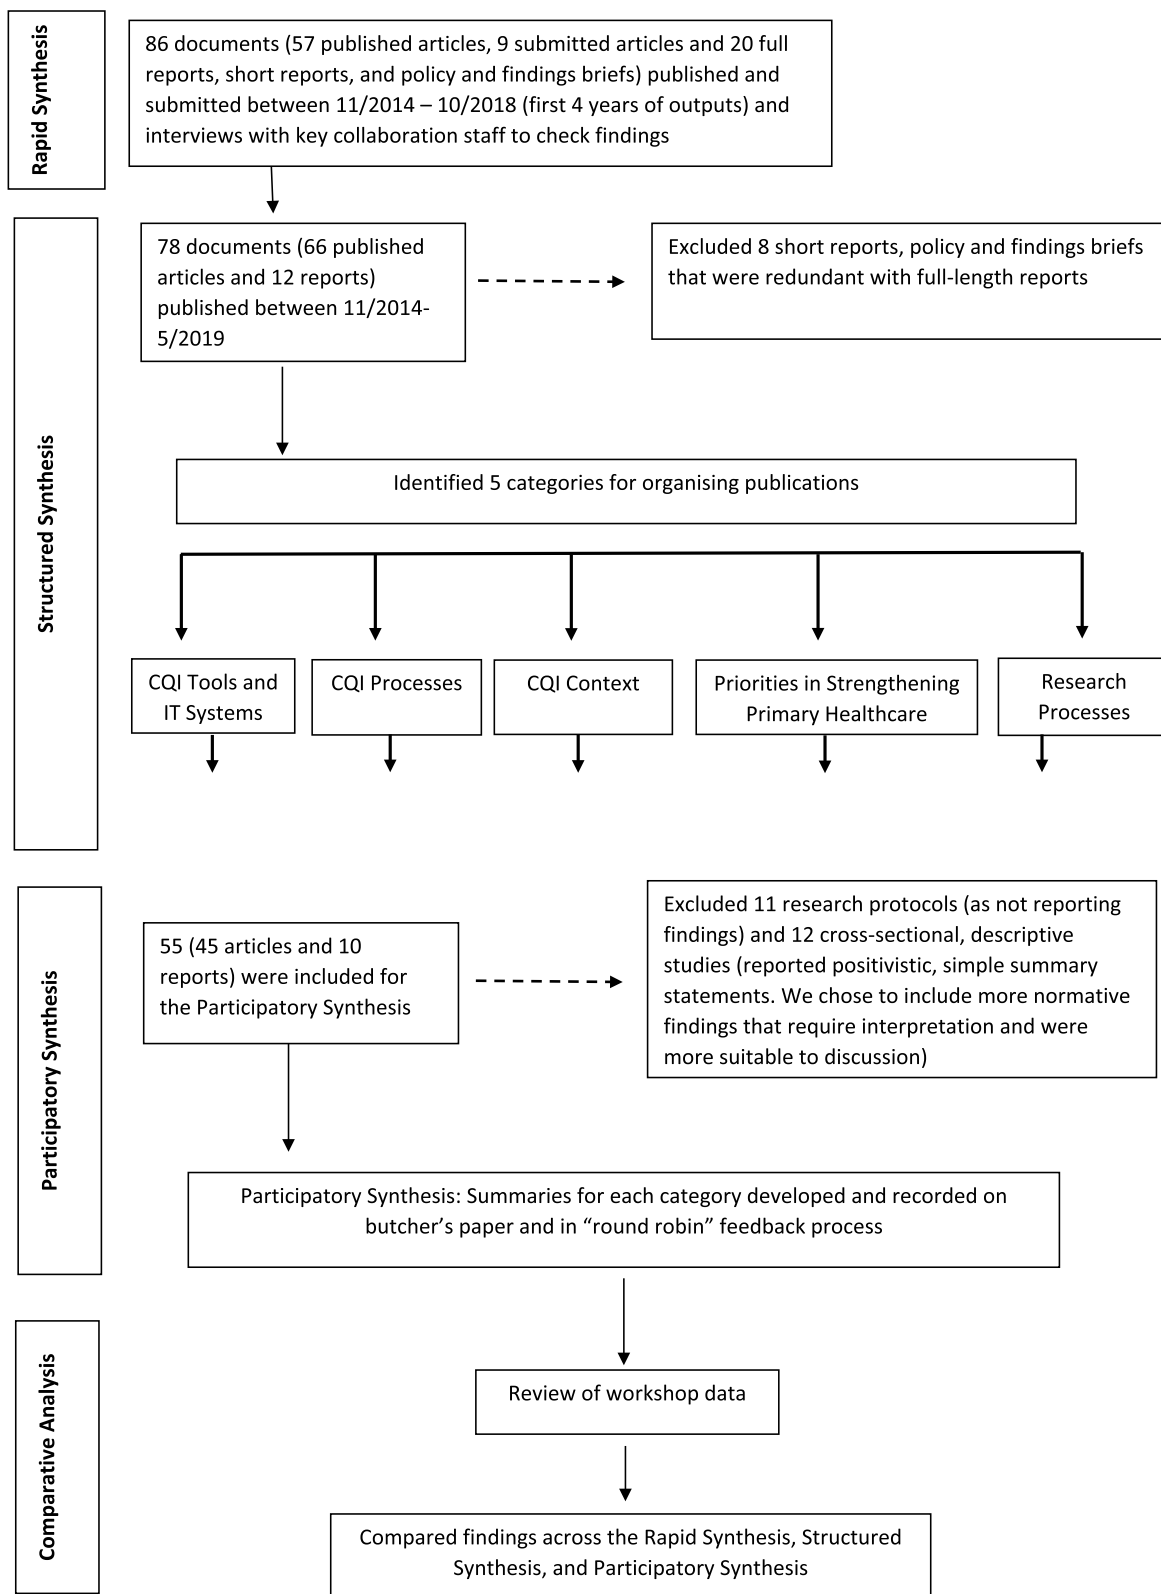 Rapid Synthesis
86 documents (57 published articles, 9 submitted articles and 20 full
reports, short reports, and policy and findings briefs) published and
submitted between 11/2014 – 10/2018 (first 4 years of outputs) and
interviews with key collaboration staff to check findings
Structured Synthesis
78 documents (66 published
articles and 12 reports)
published between 11/2014-
5/2019
Excluded 8 short reports, policy and findings briefs
that were redundant with full-length reports
Identified 5 categories for organising publications
CQI Tools and
IT Systems
CQI Processes
CQI Context
Priorities in Strengthening
Primary Healthcare
Research
Processes
Participatory Synthesis
55 (45 articles and 10
reports) were included for
the Participatory Synthesis
Excluded 11 research protocols (as not reporting
findings) and 12 cross-sectional, descriptive
studies (reported positivistic, simple summary
statements. We chose to include more normative
findings that require interpretation and were
more suitable to discussion)
Participatory Synthesis: Summaries for each category developed and recorded on
butcher’s paper and in “round robin” feedback process
Comparative Analysis
Review of workshop data
Compared findings across the Rapid Synthesis, Structured
Synthesis, and Participatory Synthesis